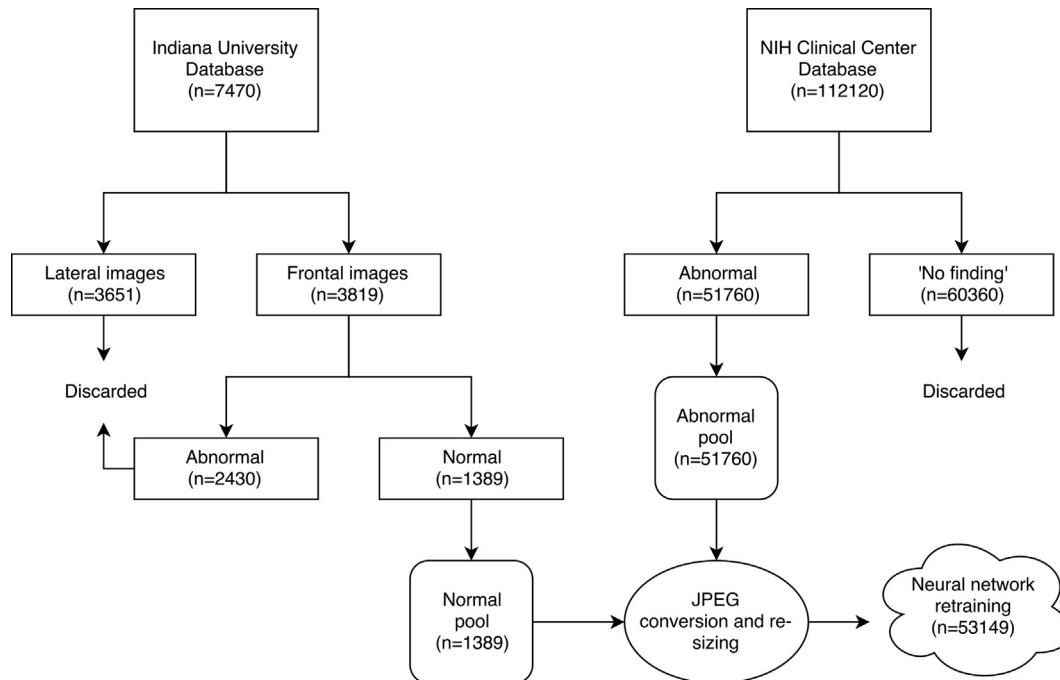 Indiana University
Database
(n=7470)
NIH Clinical Center
Database
(n=112120)
Lateral images
(n=3651)
Frontal images
(n=3819)
Abnormal
(n=51760)
'No finding'
(n=60360)
Discarded
Discarded
Abnormal
(n=2430)
Normal
(n=1389)
Abnormal
pool
(n=51760)
Normal
pool
(n=1389)
JPEG
conversion and re-
sizing
Neural network
retraining
(n=53149)